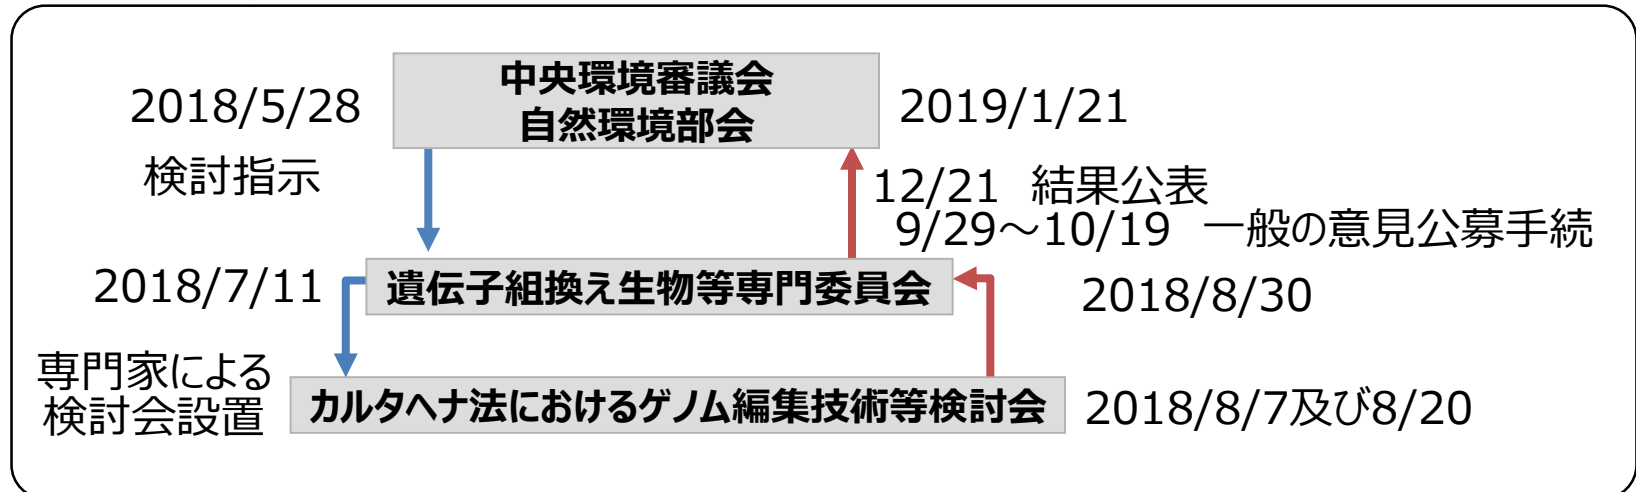 中央環境審議会
自然環境部会
2018/5/28
検討指示
2019/1/21
12/21 結果公表
9/29～10/19 一般の意見公募手続
2018/7/11
遺伝子組換え生物等専門委員会
2018/8/30
専門家による
検討会設置
カルタヘナ法におけるゲノム編集技術等検討会
2018/8/7及び8/20